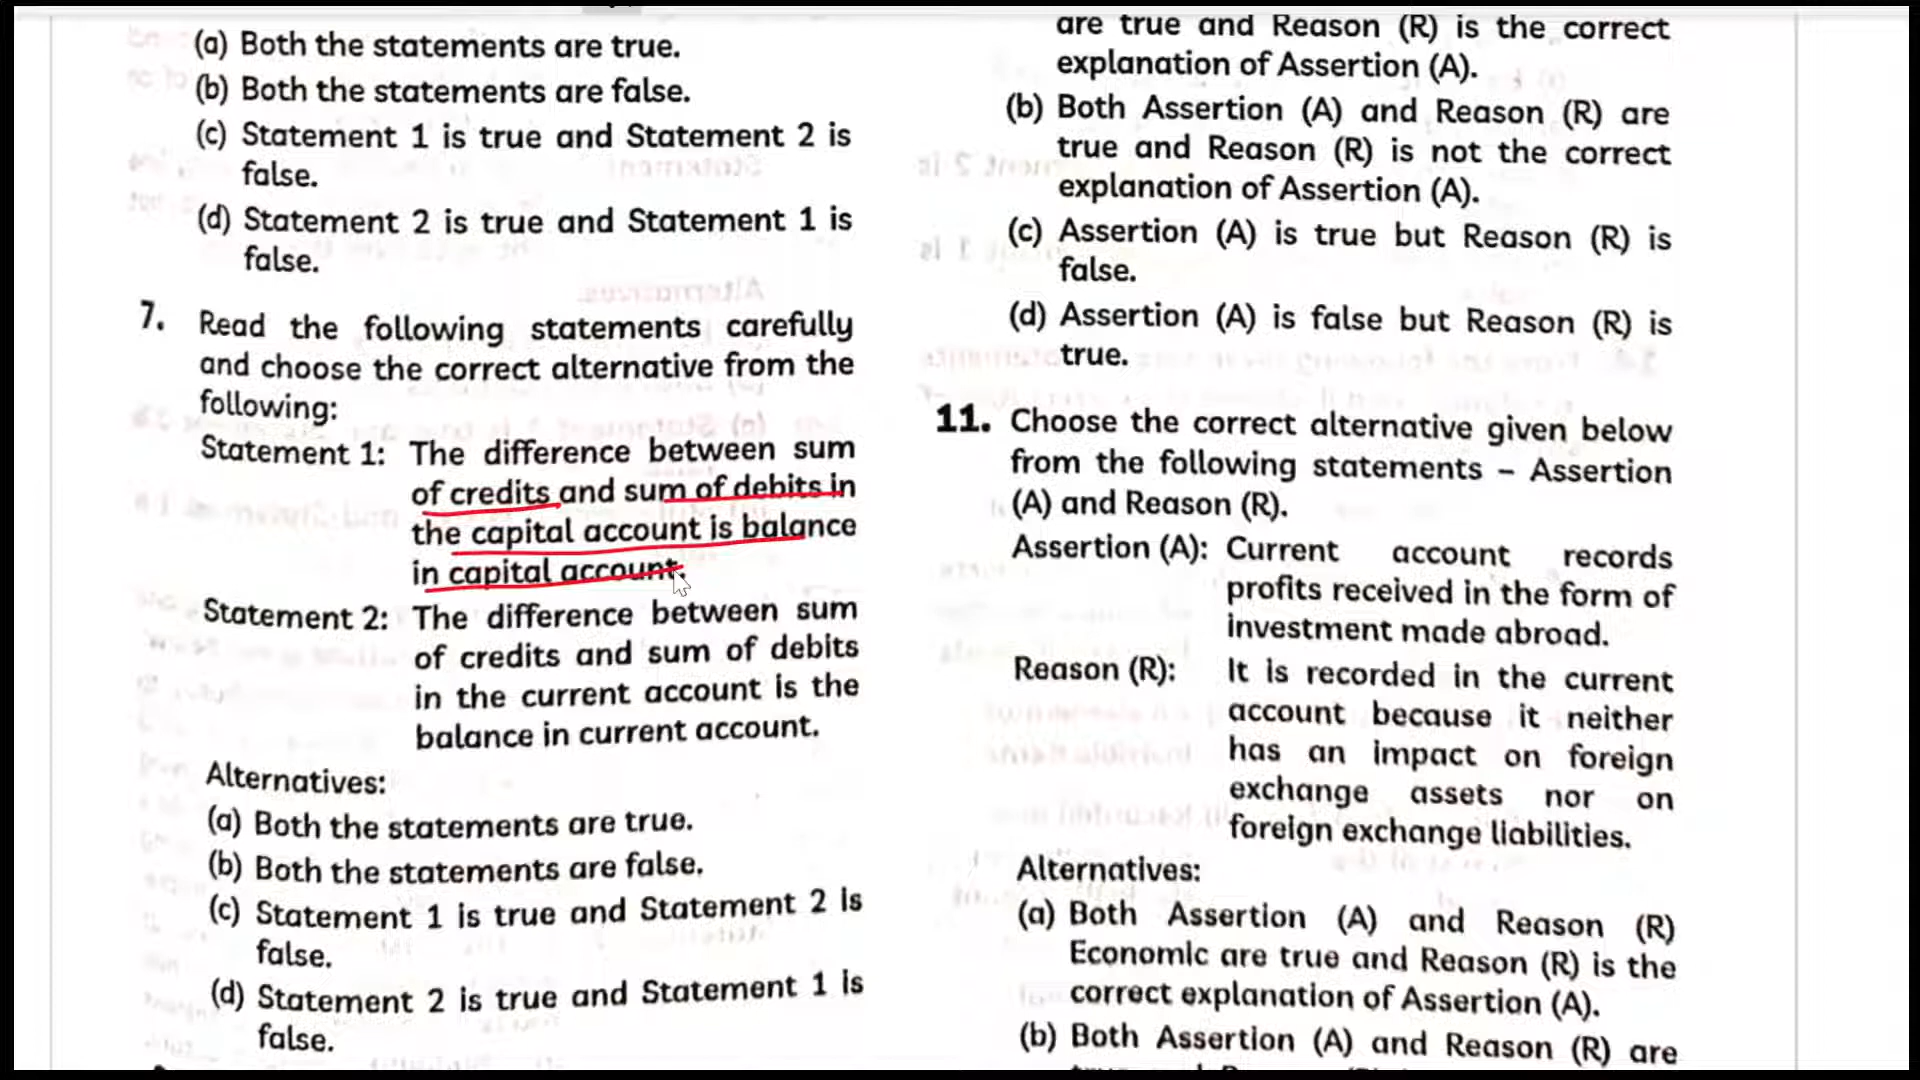 (a) Both the statements are true.
(b) Both the statements are false.
(c) Statement 1 is true and Statement 2 is
false.
(d) Statement 2 is true and Statement 1 is
false.
7. Read the following statements carefully
and choose the correct alternative from the
following:
Statement 1: The difference between sum
of credits and sum of debits in
the capital account is balance
in capital account.
Statement 2: The difference between sum
of credits and sum of debits
in the current account is the
balance in current account.
Alternatives:
(a) Both the statements are true.
(b) Both the statements are false.
(c) Statement 1 is true and Statement 2 is
false.
(d) Statement 2 is true and Statement 1 is
false.
are true and Reason (R) is the correct
explanation of Assertion (A).
(b) Both Assertion (A) and Reason (R) are
true and Reason (R) is not the correct
explanation of Assertion (A).
(c) Assertion (A) is true but Reason (R) is
false.
(d) Assertion (A) is false but Reason (R) is
true.
11. Choose the correct alternative given below
from the following statements – Assertion
(A) and Reason (R).
Assertion (A): Current account records
profits received in the form of
investment made abroad.
Reason (R): It is recorded in the current
account because it neither
has an impact on foreign
exchange assets nor on
foreign exchange liabilities.
Alternatives:
(a) Both Assertion (A) and Reason (R)
Economic are true and Reason (R) is the
correct explanation of Assertion (A).
(b) Both Assertion (A) and Reason (R) are